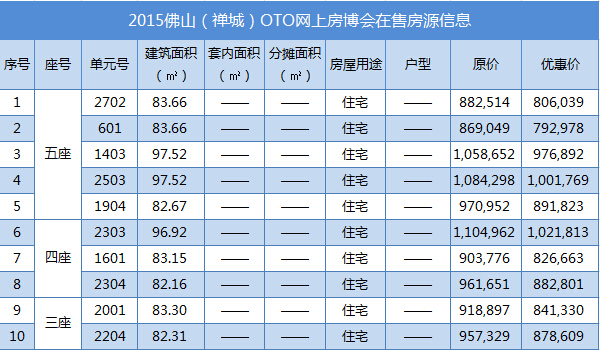 2015佛山（禅城）OTO网上房博会在售房源信息
序号 座号 单元号 建筑面积（㎡） 套内面积（㎡） 分摊面积（㎡） 房屋用途 户型 原价 优惠价
1 五座 2702 83.66 —— —— 住宅 —— 882,514 806,039
2 601 83.66 —— —— 住宅 —— 869,049 792,978
3 1403 97.52 —— —— 住宅 —— 1,058,652 976,892
4 2503 97.52 —— —— 住宅 —— 1,084,298 1,001,769
5 1904 82.67 —— —— 住宅 —— 970,952 891,823
6 四座 2303 96.92 —— —— 住宅 —— 1,104,962 1,021,813
7 1601 83.15 —— —— 住宅 —— 903,776 826,663
8 2304 82.16 —— —— 住宅 —— 961,651 882,801
9 三座 2001 83.30 —— —— 住宅 —— 918,897 841,330
10 2204 82.31 —— —— 住宅 —— 957,329 878,609